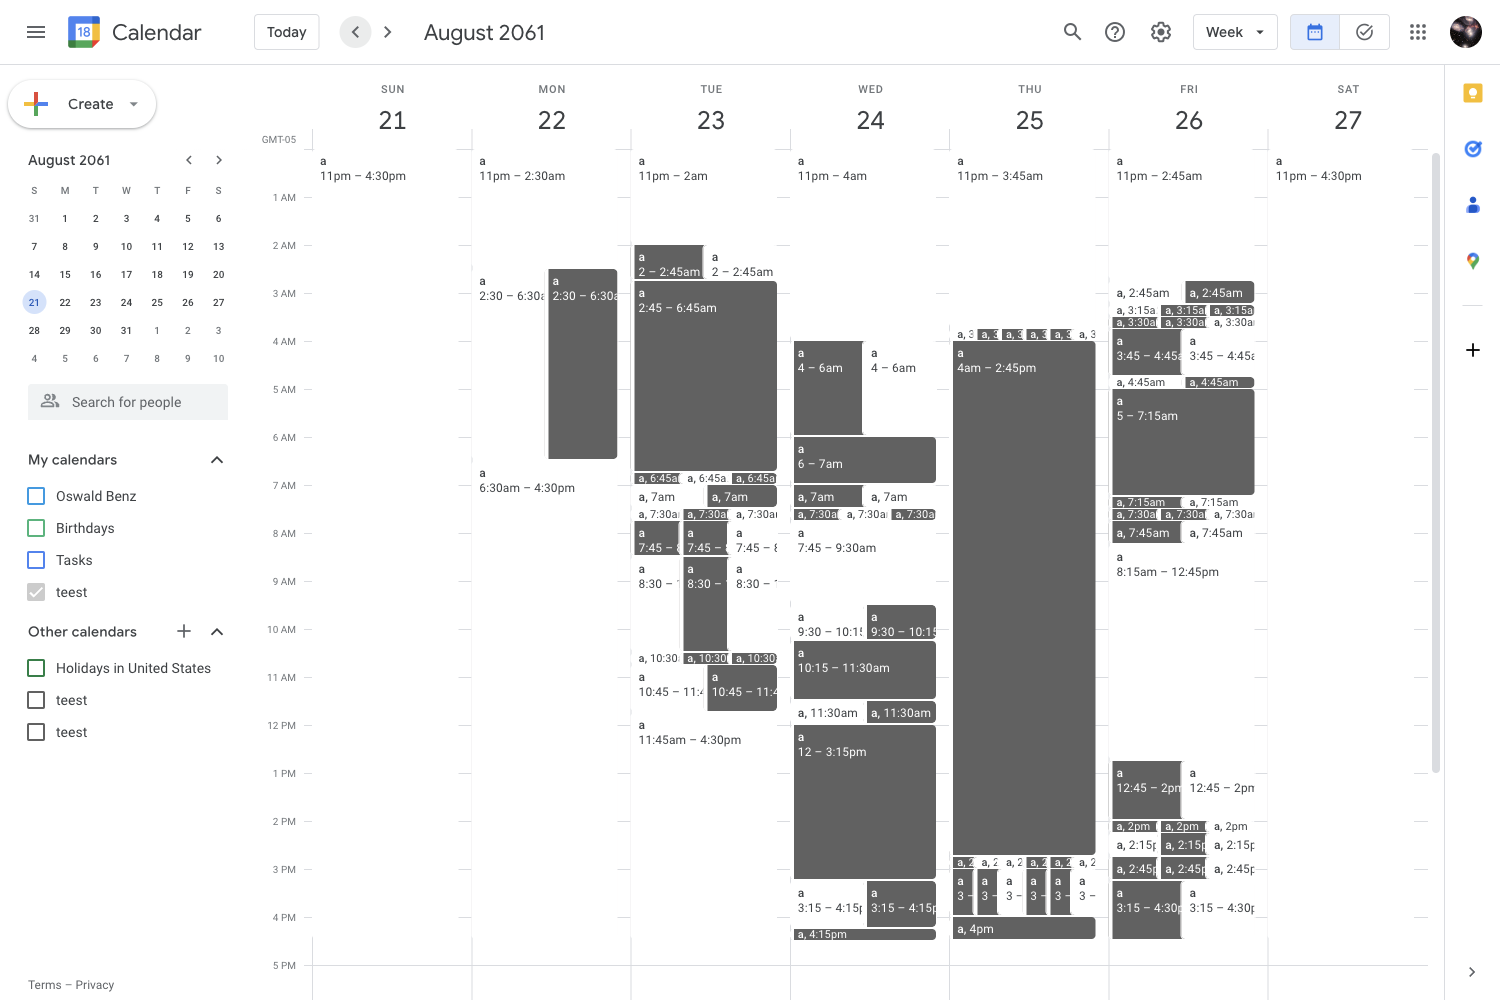 18 Calendar
Today
August 2061
Week
Create
August 2061
S M T W T F S
31 1 2 3 4 5 6
7 8 9 10 11 12 13
14 15 16 17 18 19 20
21 22 23 24 25 26 27
28 29 30 31 1 2 3
4 5 6 7 8 9 10
Search for people
My calendars
Oswald Benz
Birthdays
Tasks
teest
Other calendars
Holidays in United States
teest
teest
Terms – Privacy
SUN MON TUE WED THU FRI SAT
21 22 23 24 25 26 27
GMT-05
1 AM
2 AM
3 AM
4 AM
5 AM
6 AM
7 AM
8 AM
9 AM
10 AM
11 AM
12 PM
1 PM
2 PM
3 PM
4 PM
5 PM
a
11pm – 4:30pm
a
11pm – 2:30am
a
2:30 – 6:30a
a
2:30 – 6:30a
a
6:30am – 4:30pm
a
11pm – 2am
a
2 – 2:45am
a
2 – 2:45am
a
2:45 – 6:45am
a, 6:45a
a, 6:45a
a, 6:45a
a, 7am
a, 7am
a, 7:30a
a, 7:30a
a, 7:30a
a
7:45 – 8
a
7:45 – 8
a
7:45 – 8
a
8:30 –
a
8:30 –
a
8:30 –
a, 10:30
a, 10:30
a, 10:30
a
10:45 – 11:4
a
10:45 – 11:4
a
11:45am – 4:30pm
a
11pm – 4am
a
4 – 6am
a
4 – 6am
a
6 – 7am
a, 7am
a, 7am
a, 7:30a
a, 7:30a
a, 7:30a
a
7:45 – 9:30am
a
9:30 – 10:15
a
9:30 – 10:15
a
10:15 – 11:30am
a, 11:30am
a, 11:30am
a
12 – 3:15pm
a
3:15 – 4:15p
a
3:15 – 4:15p
a, 4:15pm
a
11pm – 3:45am
a, 3
a, 3
a, 3
a, 3
a, 3
a, 3
a
4am – 2:45pm
a, 2
a, 2
a, 2
a, 2
a, 2
a, 2
a
3 –
a
3 –
a
3 –
a
3 –
a
3 –
a
3 –
a, 4pm
a
11pm – 2:45am
a, 2:45am
a, 2:45am
a, 3:15a
a, 3:15a
a, 3:15a
a, 3:30a
a, 3:30a
a, 3:30a
a
3:45 – 4:45a
a
3:45 – 4:45a
a, 4:45am
a, 4:45am
a
5 – 7:15am
a, 7:15am
a, 7:15am
a, 7:30a
a, 7:30a
a, 7:30a
a, 7:45am
a, 7:45am
a
8:15am – 12:45pm
a
12:45 – 2pm
a
12:45 – 2pm
a, 2pm
a, 2pm
a, 2pm
a, 2:15p
a, 2:15p
a, 2:15p
a, 2:45p
a, 2:45p
a, 2:45p
a
3:15 – 4:30p
a
3:15 – 4:30p
a
11pm – 4:30pm